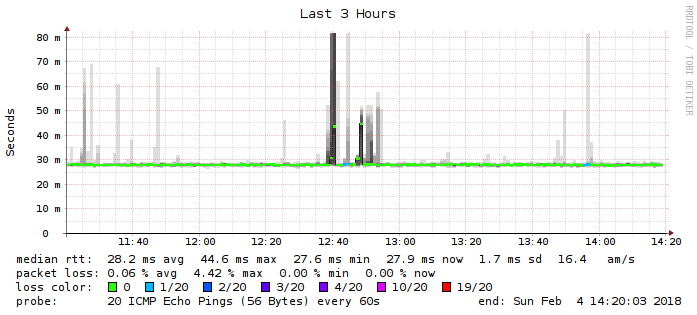 Last 3 Hours
RRDTOOL / TOBI OETIKER
Seconds
80 m
70 m
60 m
50 m
40 m
30 m
20 m
10 m
0
11:40 12:00 12:20 12:40 13:00 13:20 13:40 14:00 14:20
median rtt: 28.2 ms avg 44.6 ms max 27.6 ms min 27.9 ms now 1.7 ms sd 16.4 am/s
packet loss: 0.06 % avg 4.42 % max 0.00 % min 0.00 % now
loss color: 0 1/20 2/20 3/20 4/20 10/20 19/20
probe: 20 ICMP Echo Pings (56 Bytes) every 60s end: Sun Feb 4 14:20:03 2018